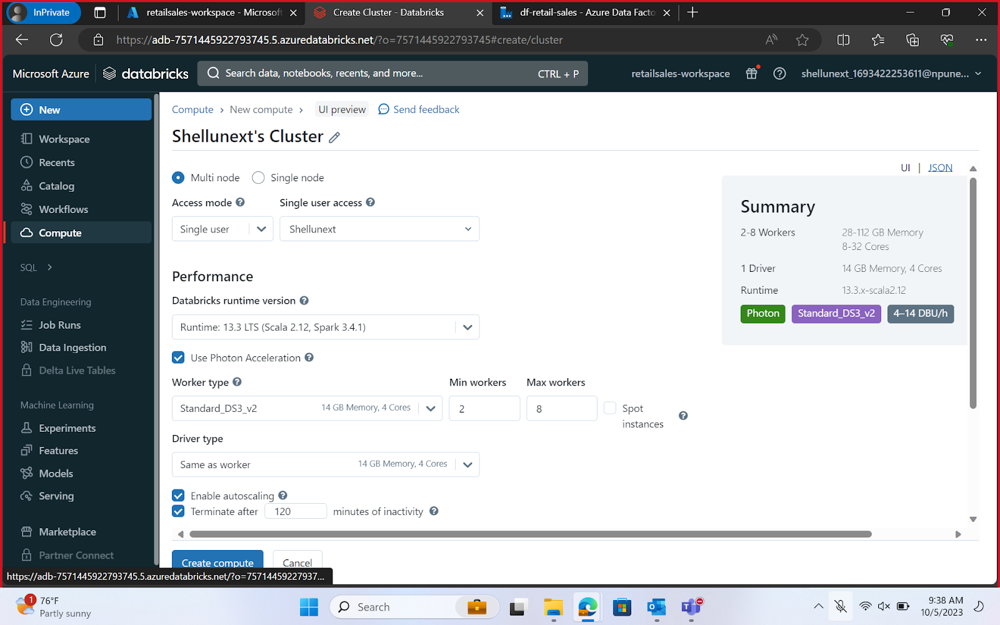 InPrivate
retailsales-workspace - Microsoft
Create Cluster - Databricks
df-retail-sales - Azure Data Facto
https://adb-7571445922793745.5.azuredatabricks.net/?o=7571445922793745#create/cluster
Microsoft Azure
databricks
Search data, notebooks, recents, and more...
CTRL + P
retailsales-workspace
shellunext_1693422253611@npune...
New
Workspace
Recents
Catalog
Workflows
Compute
SQL
Data Engineering
Job Runs
Data Ingestion
Delta Live Tables
Machine Learning
Experiments
Features
Models
Serving
Marketplace
Partner Connect
Compute > New compute > UI preview Send feedback
Shellunext's Cluster
UI | JSON
Multi node Single node
Access mode Single user access
Single user Shellunext
Performance
Databricks runtime version
Runtime: 13.3 LTS (Scala 2.12, Spark 3.4.1)
Use Photon Acceleration
Worker type Min workers Max workers
Standard_DS3_v2 14 GB Memory, 4 Cores 2 8 Spot
instances
Driver type
Same as worker 14 GB Memory, 4 Cores
Enable autoscaling
Terminate after 120 minutes of inactivity
Create compute Cancel
Summary
2-8 Workers 28-112 GB Memory
8-32 Cores
1 Driver 14 GB Memory, 4 Cores
Runtime 13.3.x-scala2.12
Photon Standard_DS3_v2 4–14 DBU/h
https://adb-7571445922793745.5.azuredatabricks.net/?o=75714459227937...
1
76°F
Partly sunny
Search
9:38 AM
10/5/2023